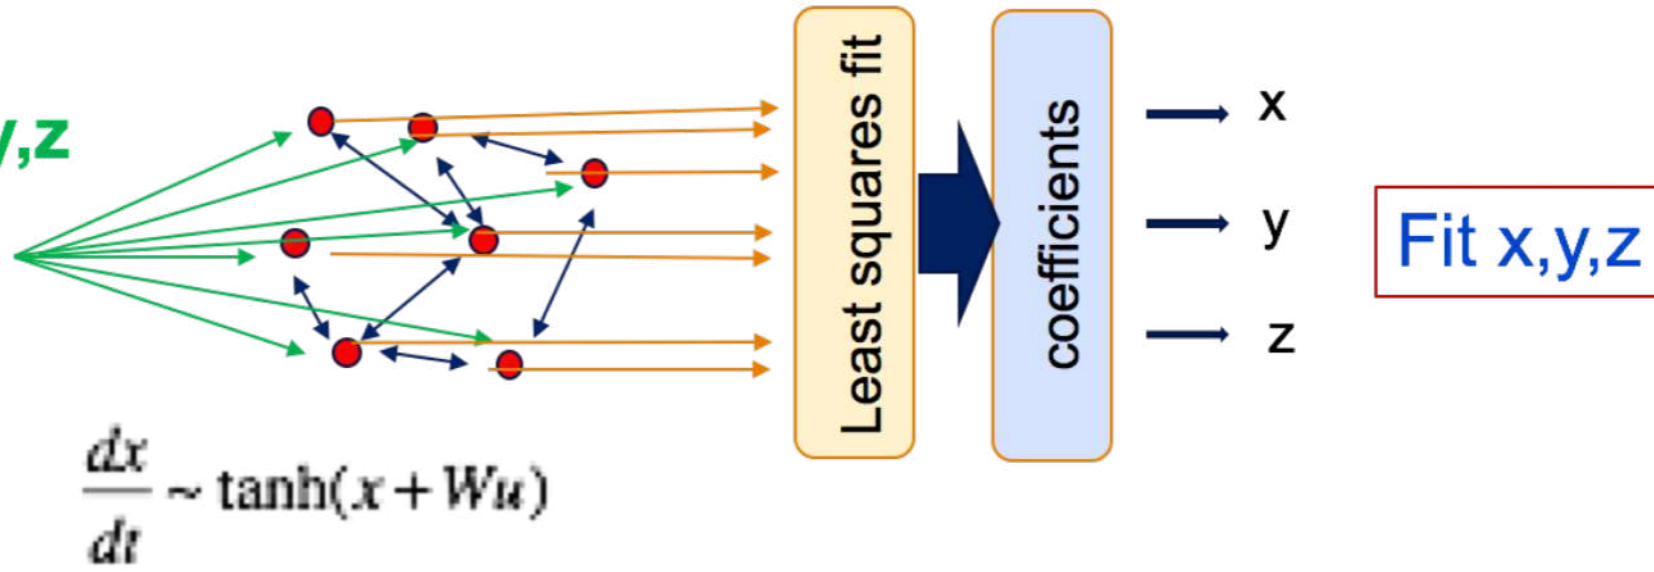 y,z
Least squares fit
coefficients
x
y
z
Fit x,y,z
dx/dt ~ tanh(x + Wu)